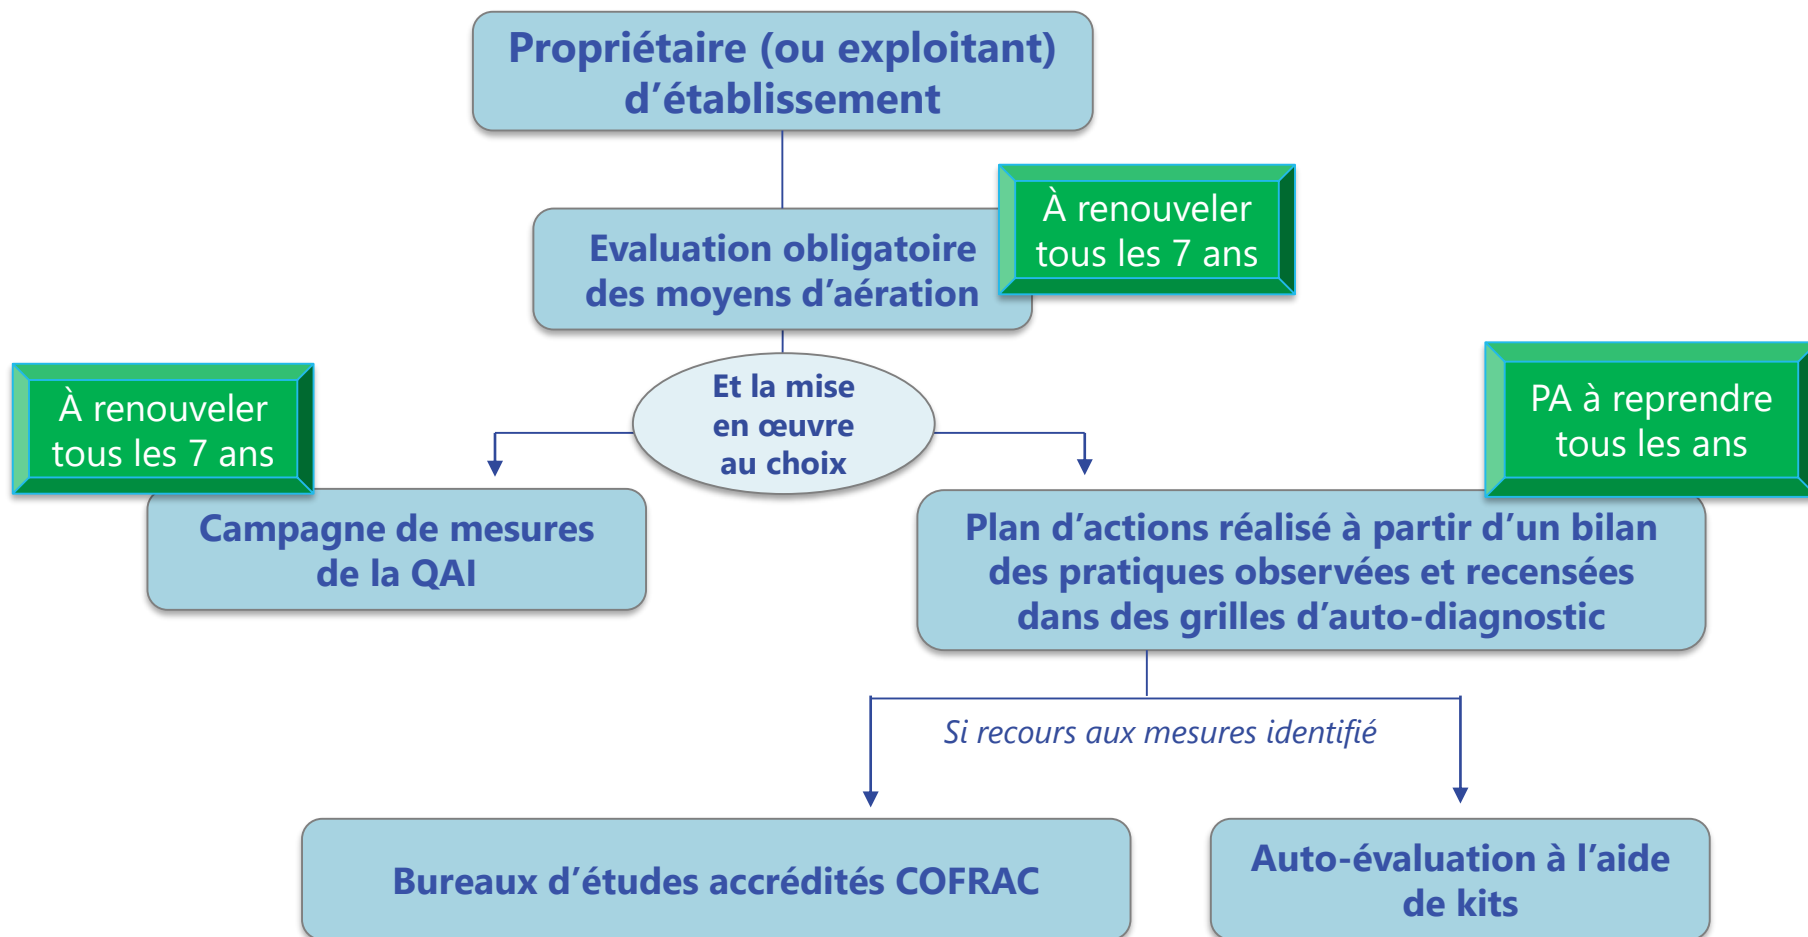 Propriétaire (ou exploitant)
d’établissement
À renouveler
tous les 7 ans
Evaluation obligatoire
des moyens d’aération
Et la mise
en œuvre
au choix
À renouveler
tous les 7 ans
PA à reprendre
tous les ans
Campagne de mesures
de la QAI
Plan d’actions réalisé à partir d’un bilan
des pratiques observées et recensées
dans des grilles d’auto-diagnostic
Si recours aux mesures identifié
Bureaux d’études accrédités COFRAC
Auto-évaluation à l’aide
de kits